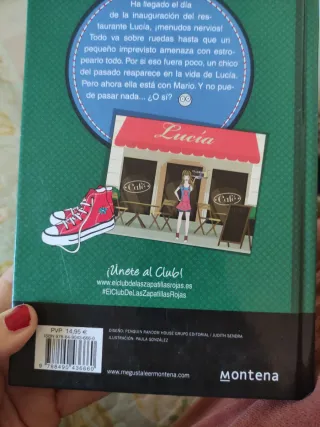 Ha llegado el día
de la inauguración del res-
taurante Lucía, ¡menudos nervios!
Todo va sobre ruedas hasta que un
pequeño imprevisto amenaza con estro-
pearlo todo. Por si eso fuera poco, un chico
del pasado reaparece en la vida de Lucía.
Pero ahora ella está con Mario. Y no pue-
de pasar nada... ¿O sí?
Lucía
Café
Café
¡Únete al Club!
www.elclubdelaszapatillasrojas.es
#ElClubDeLasZapatillasRojas
PVP 14,95 €
DISEÑO: PENGUIN RANDOM HOUSE GRUPO EDITORIAL / JUDITH SENDRA
ILUSTRACIÓN: PAULA GONZÁLEZ
www.megustaleermontena.com
montena